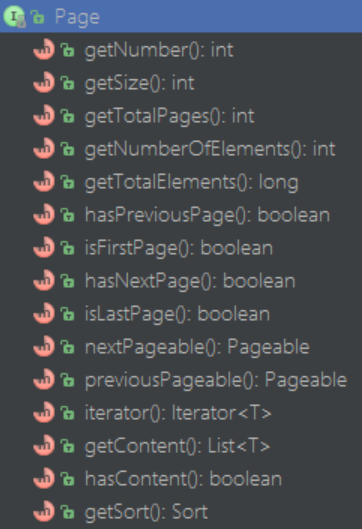 Page
getNumber(): int
getSize(): int
getTotalPages(): int
getNumberOfElements(): int
getTotalElements(): long
hasPreviousPage(): boolean
isFirstPage(): boolean
hasNextPage(): boolean
isLastPage(): boolean
nextPageable(): Pageable
previousPageable(): Pageable
iterator(): Iterator<T>
getContent(): List<T>
hasContent(): boolean
getSort(): Sort